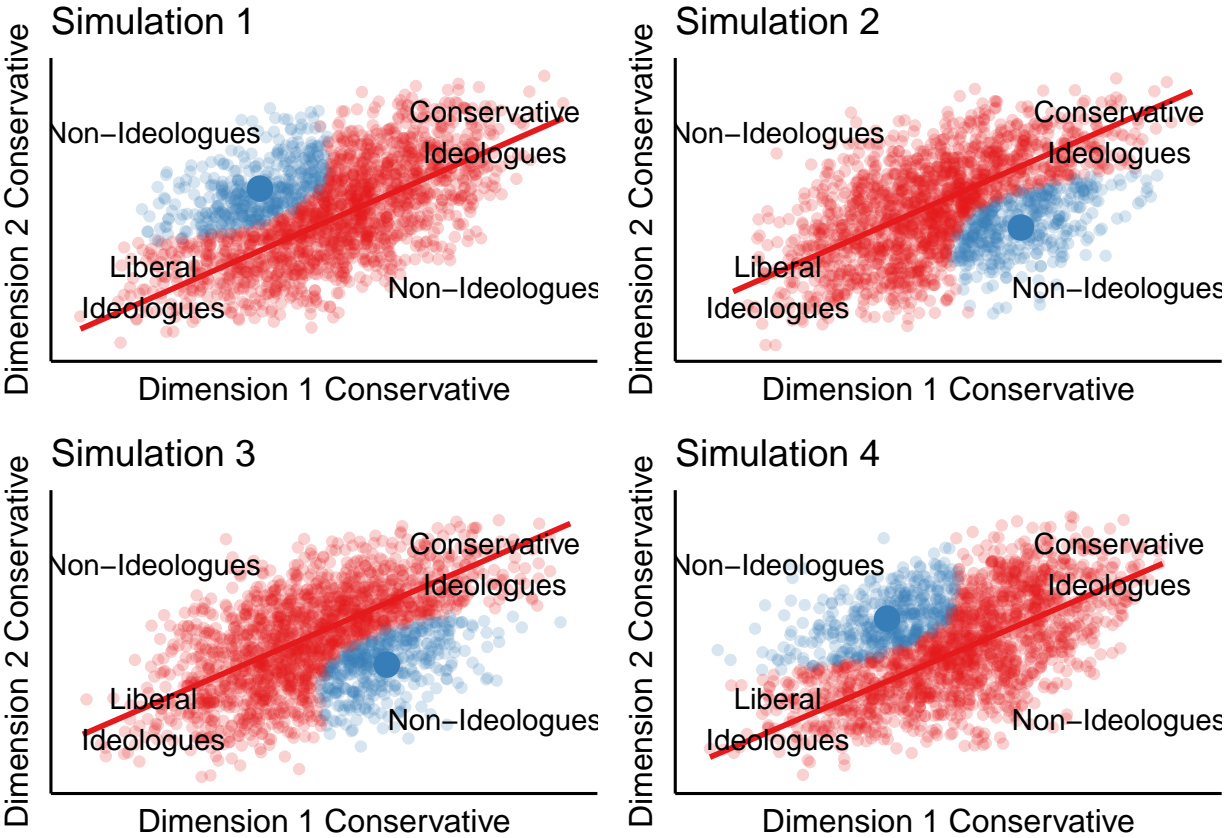 Simulation 1
Dimension 2 Conservative
Non−Ideologues
Conservative
Ideologues
Liberal
Ideologues
Non−Ideologues
Dimension 1 Conservative
Simulation 2
Dimension 2 Conservative
Non−Ideologues
Conservative
Ideologues
Liberal
Ideologues
Non−Ideologues
Dimension 1 Conservative
Simulation 3
Dimension 2 Conservative
Non−Ideologues
Conservative
Ideologues
Liberal
Ideologues
Non−Ideologues
Dimension 1 Conservative
Simulation 4
Dimension 2 Conservative
Non−Ideologues
Conservative
Ideologues
Liberal
Ideologues
Non−Ideologues
Dimension 1 Conservative